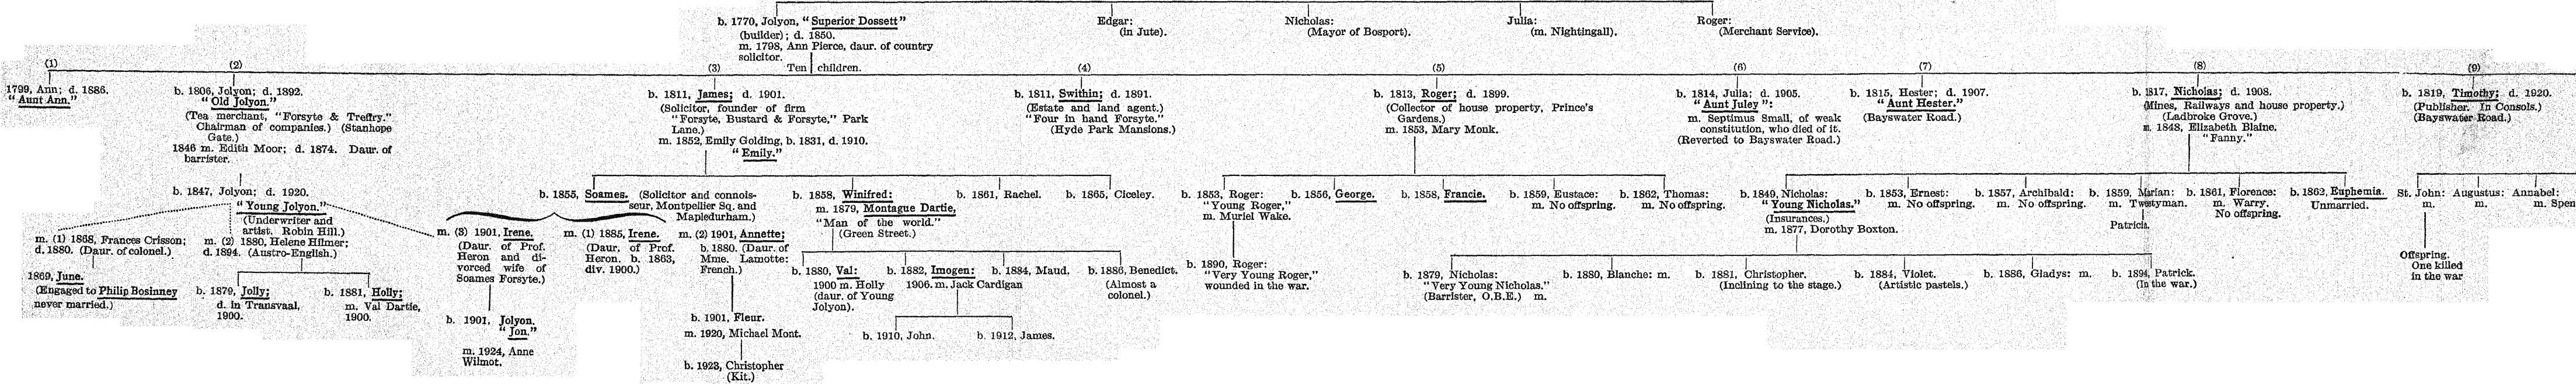 b. 1770, Jolyon, "Superior Dossett"
(builder); d. 1850.
m. 1798, Ann Pierce, daur. of country
solicitor.
Ten children.
Edgar:
(in Jute).
Nicholas:
(Mayor of Bosport).
Julia:
(m. Nightingall).
Roger:
(Merchant Service).
(1)
1799, Ann; d. 1886.
"Aunt Ann."
(2)
b. 1806, Jolyon; d. 1892.
"Old Jolyon."
(Tea merchant, "Forsyte & Treffry."
Chairman of companies.) (Stanhope
Gate.)
1846 m. Edith Moor; d. 1874. Daur. of
barrister.
(3)
b. 1811, James; d. 1901.
(Solicitor, founder of firm
"Forsyte, Bustard & Forsyte," Park
Lane.)
m. 1852, Emily Golding, b. 1831, d. 1910.
"Emily."
(4)
b. 1811, Swithin; d. 1891.
(Estate and land agent.)
"Four in hand Forsyte."
(Hyde Park Mansions.)
(5)
b. 1813, Roger; d. 1899.
(Collector of house property, Prince's
Gardens.)
m. 1853, Mary Monk.
(6)
b. 1814, Julia; d. 1905.
"Aunt Juley":
m. Septimus Small, of weak
constitution, who died of it.
(Reverted to Bayswater Road.)
(7)
b. 1815, Hester; d. 1907.
"Aunt Hester."
(Bayswater Road.)
(8)
b. 1817, Nicholas; d. 1908.
(Mines, Railways and house property.)
(Ladbroke Grove.)
m. 1848, Elizabeth Blaine.
"Fanny."
(9)
b. 1819, Timothy; d. 1920.
(Publisher. In Consols.)
(Bayswater Road.)
b. 1847, Jolyon; d. 1920.
"Young Jolyon."
(Underwriter and
artist. Robin Hill.)
m. (1) 1868, Frances Crisson;
d. 1880. (Daur. of colonel.)
m. (2) 1880, Helene Hilmer;
d. 1894. (Austro-English.)
m. (3) 1901, Irene.
(Daur. of Prof.
Heron and di-
vorced wife of
Soames Forsyte.)
b. 1855, Soames. (Solicitor and connois-
seur, Montpellier Sq. and
Mapledurham.)
m. (1) 1885, Irene.
(Daur. of Prof.
Heron. b. 1863,
div. 1900.)
m. (2) 1901, Annette;
b. 1880. (Daur. of
Mme. Lamotte:
French.)
b. 1858, Winifred:
m. 1879, Montague Dartie,
"Man of the world."
(Green Street.)
b. 1861, Rachel.
b. 1865, Ciceley.
b. 1853, Roger:
"Young Roger,"
m. Muriel Wake.
b. 1856, George.
b. 1858, Francie.
b. 1859, Eustace:
m. No offspring.
b. 1862, Thomas:
m. No offspring.
b. 1849, Nicholas:
"Young Nicholas."
(Insurances.)
m. 1877, Dorothy Boxton.
b. 1853, Ernest:
m. No offspring.
b. 1857, Archibald:
m. No offspring.
b. 1859, Marian:
m. Tweetyman.
Patricia.
b. 1861, Florence:
m. Warry.
No offspring.
b. 1862, Euphemia.
Unmarried.
St. John:
m.
Augustus:
m.
Annabel:
m. Spen
1869, June.
(Engaged to Philip Bosinney
never married.)
b. 1879, Jolly;
d. in Transvaal,
1900.
b. 1881, Holly;
m. Val Dartie,
1900.
b. 1901, Jolyon.
"Jon."
m. 1924, Anne
Wilmot.
b. 1901, Fleur.
m. 1920, Michael Mont.
b. 1923, Christopher
(Kit.)
b. 1880, Val:
1900 m. Holly
(daur. of Young
Jolyon).
b. 1882, Imogen:
1906. m. Jack Cardigan
b. 1884, Maud.
b. 1886, Benedict.
(Almost a
colonel.)
b. 1910, John.
b. 1912, James.
b. 1890, Roger:
"Very Young Roger,"
wounded in the war.
b. 1879, Nicholas:
"Very Young Nicholas."
(Barrister, O.B.E.) m.
b. 1880, Blanche: m.
b. 1881, Christopher.
(Inclining to the stage.)
b. 1884, Violet.
(Artistic pastels.)
b. 1886, Gladys: m.
b. 1894, Patrick.
(In the war.)
Offspring.
One killed
in the war